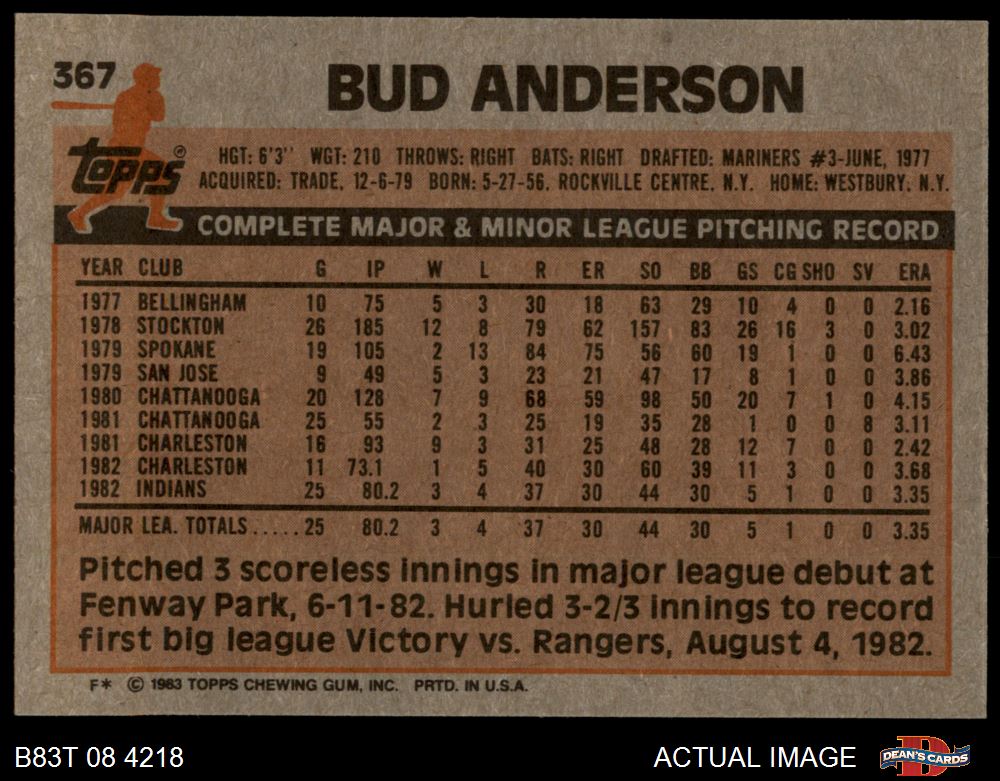 367
BUD ANDERSON
topps®
HGT: 6'3'' WGT: 210 THROWS: RIGHT BATS: RIGHT DRAFTED: MARINERS #3-JUNE, 1977
ACQUIRED: TRADE, 12-6-79 BORN: 5-27-56, ROCKVILLE CENTRE, N.Y. HOME: WESTBURY, N.Y.
COMPLETE MAJOR & MINOR LEAGUE PITCHING RECORD
YEAR CLUB G IP W L R ER SO BB GS CG SHO SV ERA
1977 BELLINGHAM 10 75 5 3 30 18 63 29 10 4 0 0 2.16
1978 STOCKTON 26 185 12 8 79 62 157 83 26 16 3 0 3.02
1979 SPOKANE 19 105 2 13 84 75 56 60 19 1 0 0 6.43
1979 SAN JOSE 9 49 5 3 23 21 47 17 8 1 0 0 3.86
1980 CHATTANOOGA 20 128 7 9 68 59 98 50 20 7 1 0 4.15
1981 CHATTANOOGA 25 55 2 3 25 19 35 28 1 0 0 8 3.11
1981 CHARLESTON 16 93 9 3 31 25 48 28 12 7 0 0 2.42
1982 CHARLESTON 11 73.1 1 5 40 30 60 39 11 3 0 0 3.68
1982 INDIANS 25 80.2 3 4 37 30 44 30 5 1 0 0 3.35
MAJOR LEA. TOTALS ..... 25 80.2 3 4 37 30 44 30 5 1 0 0 3.35
Pitched 3 scoreless innings in major league debut at
Fenway Park, 6-11-82. Hurled 3-2/3 innings to record
first big league Victory vs. Rangers, August 4, 1982.
F* © 1983 TOPPS CHEWING GUM, INC. PRTD. IN U.S.A.
B83T 08 4218 ACTUAL IMAGE D DEAN'S CARDS